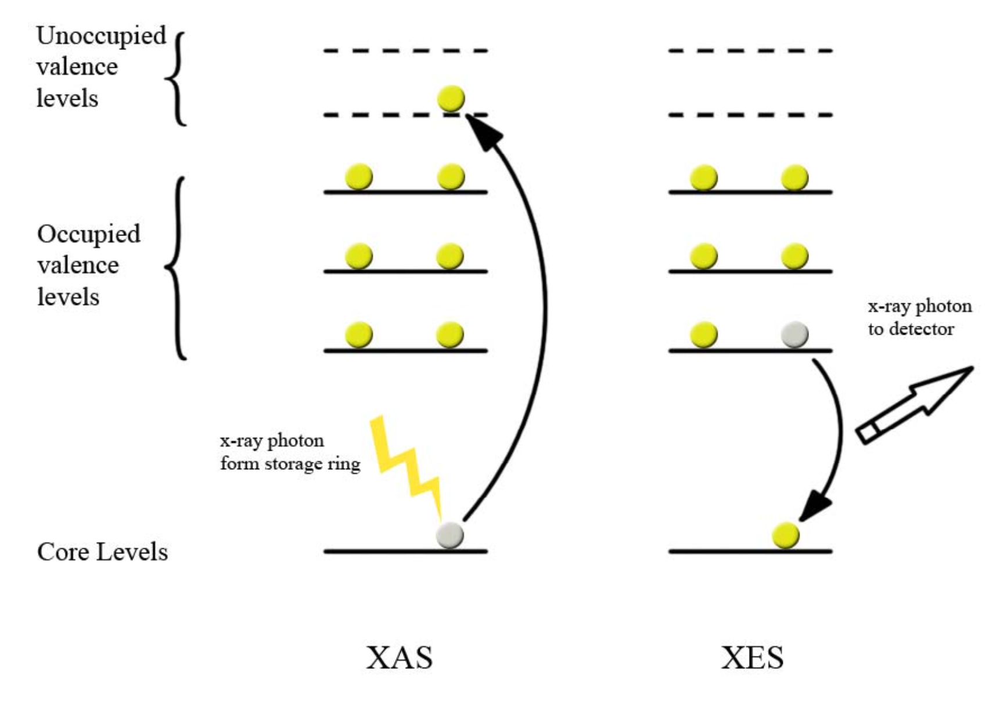 Unoccupied
valence
levels
Occupied
valence
levels
x-ray photon
to detector
x-ray photon
form storage ring
Core Levels
XAS
XES